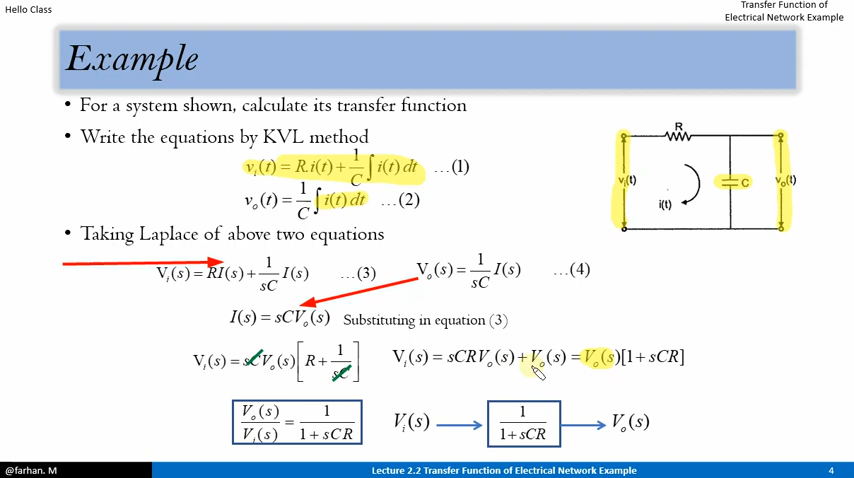 Hello Class
Transfer Function of
Electrical Network Example
Example
• For a system shown, calculate its transfer function
• Write the equations by KVL method
v_i(t) = R.i(t) + 1/C ∫ i(t) dt …(1)
v_o(t) = 1/C ∫ i(t) dt …(2)
R
v_i(t)
C
v_o(t)
i(t)
• Taking Laplace of above two equations
V_i(s) = RI(s) + 1/sC I(s) …(3)
V_o(s) = 1/sC I(s) …(4)
I(s) = sCV_o(s) Substituting in equation (3)
V_i(s) = sCV_o(s)[R + 1/sC]
V_i(s) = sCRV_o(s) + V_o(s) = V_o(s)[1 + sCR]
V_o(s)/V_i(s) = 1/(1 + sCR)
V_i(s) → 1/(1 + sCR) → V_o(s)
@farhan. M
Lecture 2.2 Transfer Function of Electrical Network Example
4